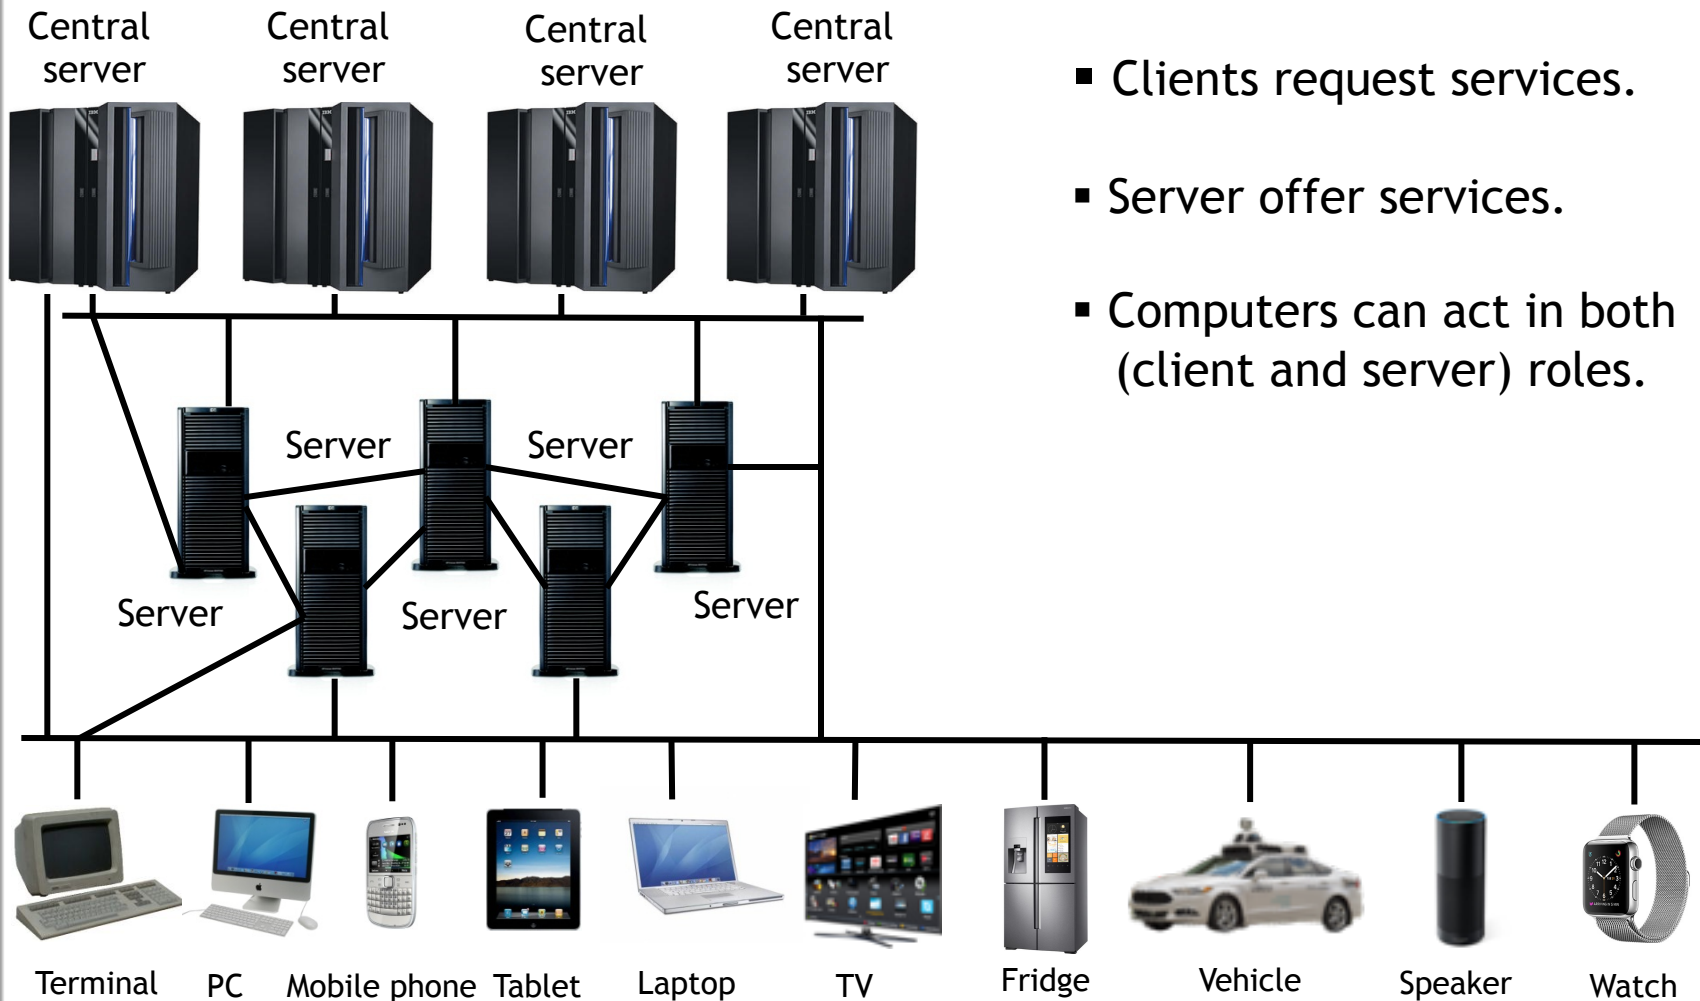 Central
server
Central
server
Central
server
Central
server
▪ Clients request services.
▪ Server offer services.
▪ Computers can act in both
(client and server) roles.
Server
Server
Server
Server
Server
Terminal
PC
Mobile phone
Tablet
Laptop
TV
Fridge
Vehicle
Speaker
Watch